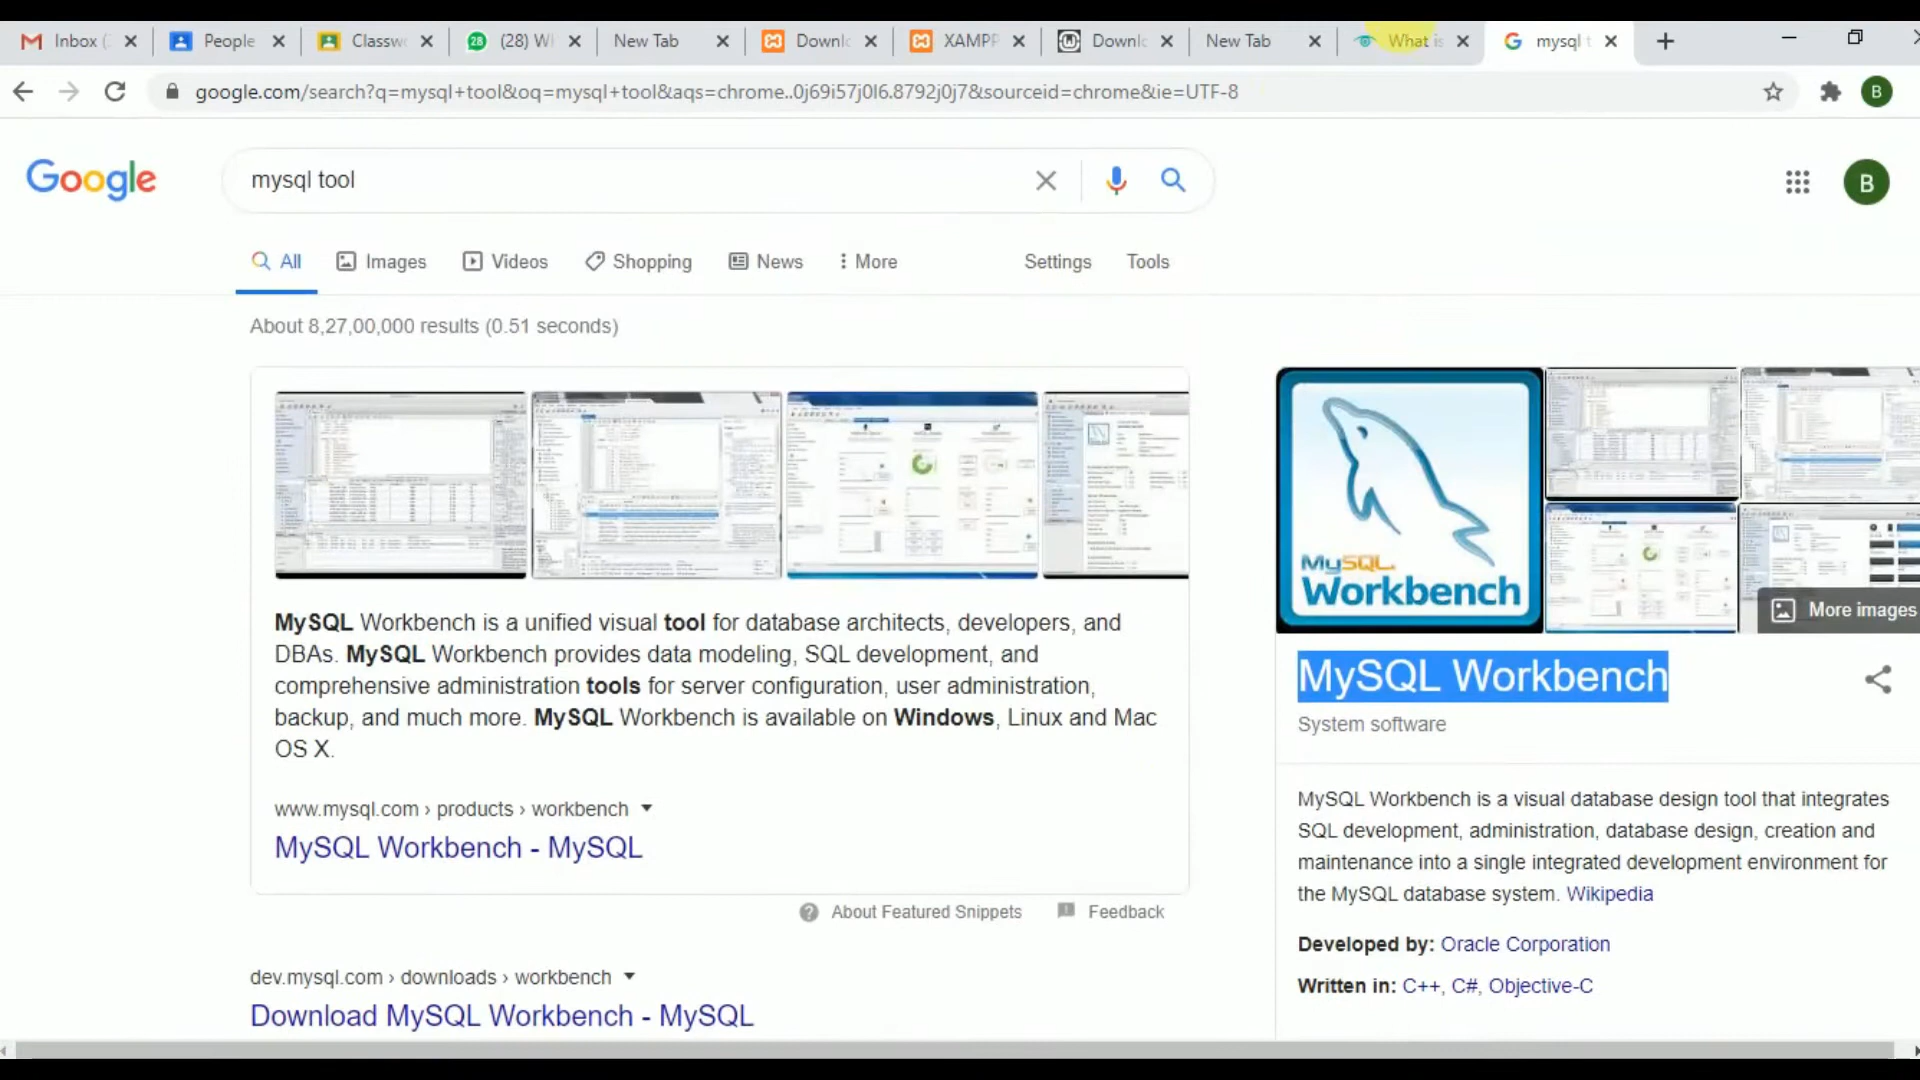 Inbox (
People
Classwo
28
(28) W
New Tab
Downlo
XAMPP
Downlo
New Tab
What is
mysql t
google.com/search?q=mysql+tool&oq=mysql+tool&aqs=chrome..0j69i57j0l6.8792j0j7&sourceid=chrome&ie=UTF-8
B
Google
mysql tool
B
All
Images
Videos
Shopping
News
More
Settings
Tools
About 8,27,00,000 results (0.51 seconds)
MySQL Workbench is a unified visual tool for database architects, developers, and
DBAs. MySQL Workbench provides data modeling, SQL development, and
comprehensive administration tools for server configuration, user administration,
backup, and much more. MySQL Workbench is available on Windows, Linux and Mac
OS X.
www.mysql.com › products › workbench
MySQL Workbench - MySQL
About Featured Snippets
Feedback
dev.mysql.com › downloads › workbench
Download MySQL Workbench - MySQL
MySQL
Workbench
More images
MySQL Workbench
System software
MySQL Workbench is a visual database design tool that integrates
SQL development, administration, database design, creation and
maintenance into a single integrated development environment for
the MySQL database system. Wikipedia
Developed by: Oracle Corporation
Written in: C++, C#, Objective-C